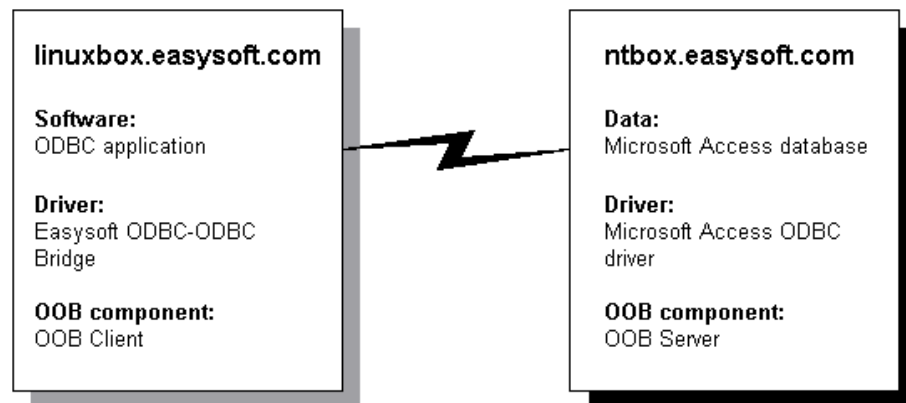 linuxbox.easysoft.com
Software:
ODBC application
Driver:
Easysoft ODBC-ODBC
Bridge
OOB component:
OOB Client
ntbox.easysoft.com
Data:
Microsoft Access database
Driver:
Microsoft Access ODBC
driver
OOB component:
OOB Server